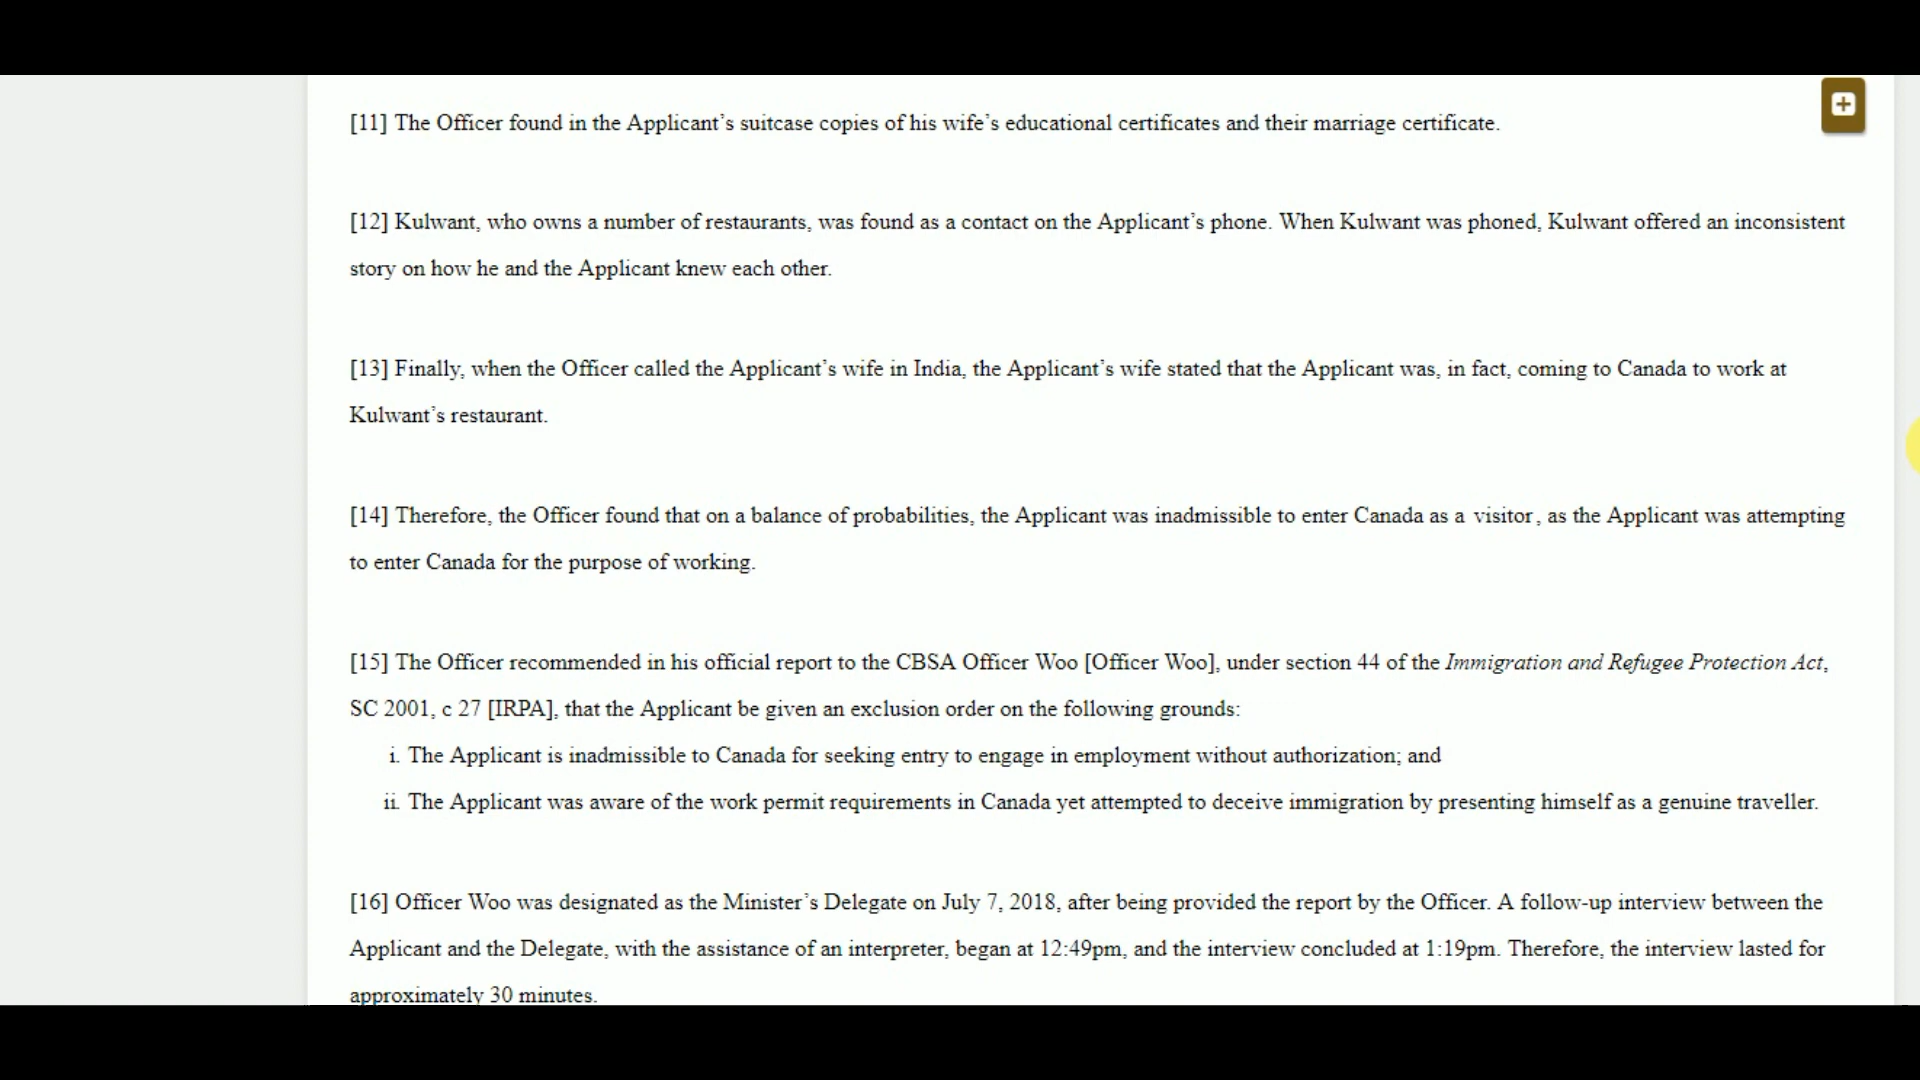 [11] The Officer found in the Applicant's suitcase copies of his wife's educational certificates and their marriage certificate.
[12] Kulwant, who owns a number of restaurants, was found as a contact on the Applicant's phone. When Kulwant was phoned, Kulwant offered an inconsistent
story on how he and the Applicant knew each other.
[13] Finally, when the Officer called the Applicant's wife in India, the Applicant's wife stated that the Applicant was, in fact, coming to Canada to work at
Kulwant's restaurant.
[14] Therefore, the Officer found that on a balance of probabilities, the Applicant was inadmissible to enter Canada as a visitor, as the Applicant was attempting
to enter Canada for the purpose of working.
[15] The Officer recommended in his official report to the CBSA Officer Woo [Officer Woo], under section 44 of the Immigration and Refugee Protection Act,
SC 2001, c 27 [IRPA], that the Applicant be given an exclusion order on the following grounds:
i. The Applicant is inadmissible to Canada for seeking entry to engage in employment without authorization; and
ii. The Applicant was aware of the work permit requirements in Canada yet attempted to deceive immigration by presenting himself as a genuine traveller.
[16] Officer Woo was designated as the Minister's Delegate on July 7, 2018, after being provided the report by the Officer. A follow-up interview between the
Applicant and the Delegate, with the assistance of an interpreter, began at 12:49pm, and the interview concluded at 1:19pm. Therefore, the interview lasted for
approximately 30 minutes.